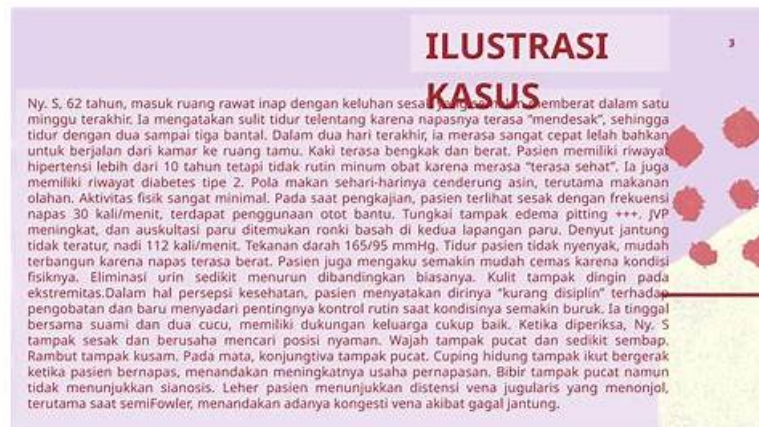 ILUSTRASI
KASUS
3
Ny. S, 62 tahun, masuk ruang rawat inap dengan keluhan sesak yang semakin memberat dalam satu
minggu terakhir. Ia mengatakan sulit tidur telentang karena napasnya terasa “mendesak”, sehingga
tidur dengan dua sampai tiga bantal. Dalam dua hari terakhir, ia merasa sangat cepat lelah bahkan
untuk berjalan dari kamar ke ruang tamu. Kaki terasa bengkak dan berat. Pasien memiliki riwayat
hipertensi lebih dari 10 tahun tetapi tidak rutin minum obat karena merasa “terasa sehat”. Ia juga
memiliki riwayat diabetes tipe 2. Pola makan sehari-harinya cenderung asin, terutama makanan
olahan. Aktivitas fisik sangat minimal. Pada saat pengkajian, pasien terlihat sesak dengan frekuensi
napas 30 kali/menit, terdapat penggunaan otot bantu. Tungkai tampak edema pitting +++. JVP
meningkat, dan auskultasi paru ditemukan ronki basah di kedua lapangan paru. Denyut jantung
tidak teratur, nadi 112 kali/menit. Tekanan darah 165/95 mmHg. Tidur pasien tidak nyenyak, mudah
terbangun karena napas terasa berat. Pasien juga mengaku semakin mudah cemas karena kondisi
fisiknya. Eliminasi urin sedikit menurun dibandingkan biasanya. Kulit tampak dingin pada
ekstremitas.Dalam hal persepsi kesehatan, pasien menyatakan dirinya “kurang disiplin” terhadap
pengobatan dan baru menyadari pentingnya kontrol rutin saat kondisinya semakin buruk. Ia tinggal
bersama suami dan dua cucu, memiliki dukungan keluarga cukup baik. Ketika diperiksa, Ny. S
tampak sesak dan berusaha mencari posisi nyaman. Wajah tampak pucat dan sedikit sembap.
Rambut tampak kusam. Pada mata, konjungtiva tampak pucat. Cuping hidung tampak ikut bergerak
ketika pasien bernapas, menandakan meningkatnya usaha pernapasan. Bibir tampak pucat namun
tidak menunjukkan sianosis. Leher pasien menunjukkan distensi vena jugularis yang menonjol,
terutama saat semiFowler, menandakan adanya kongesti vena akibat gagal jantung.